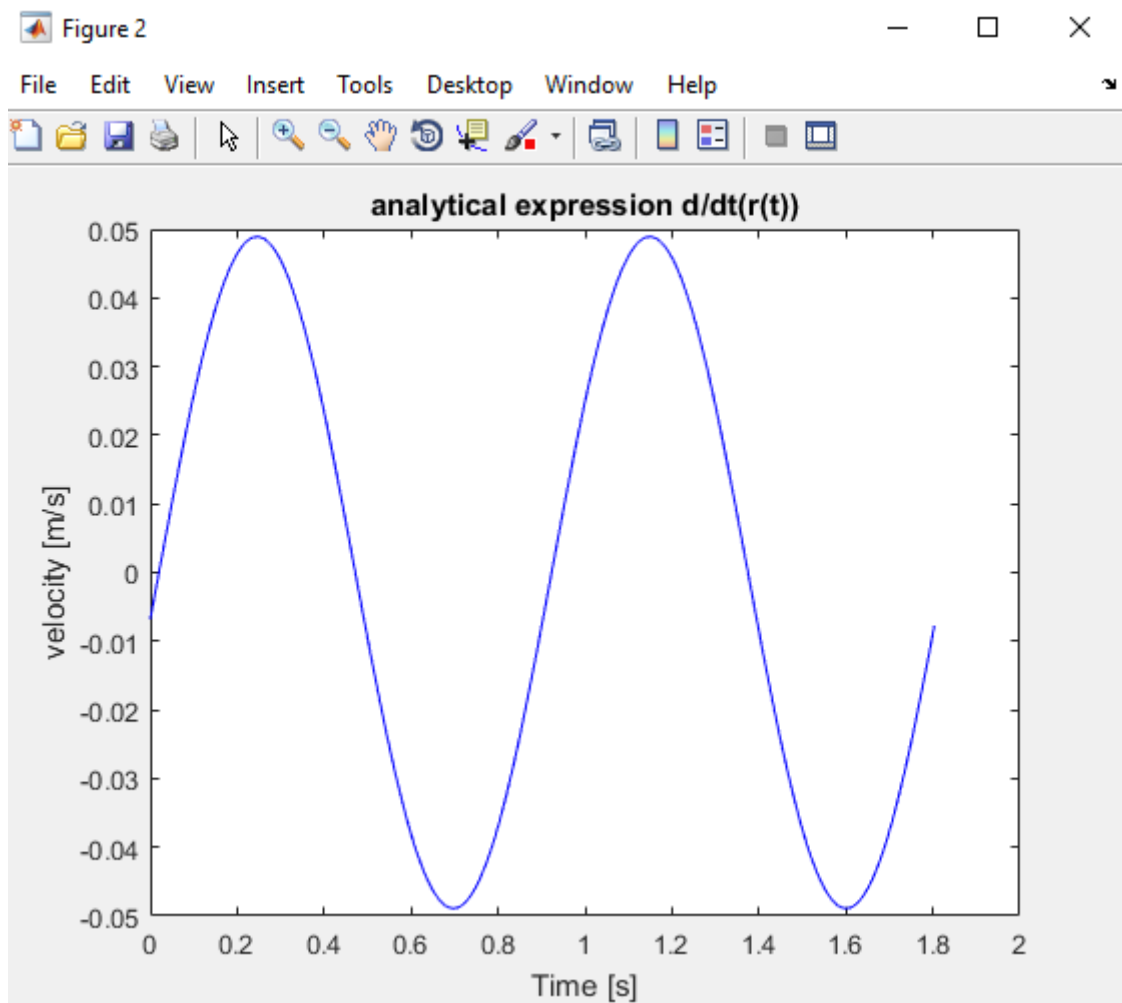 Figure 2
File Edit View Insert Tools Desktop Window Help
analytical expression d/dt(r(t))
0.05
0.04
0.03
0.02
0.01
0
-0.01
-0.02
-0.03
-0.04
-0.05
velocity [m/s]
0 0.2 0.4 0.6 0.8 1 1.2 1.4 1.6 1.8 2
Time [s]